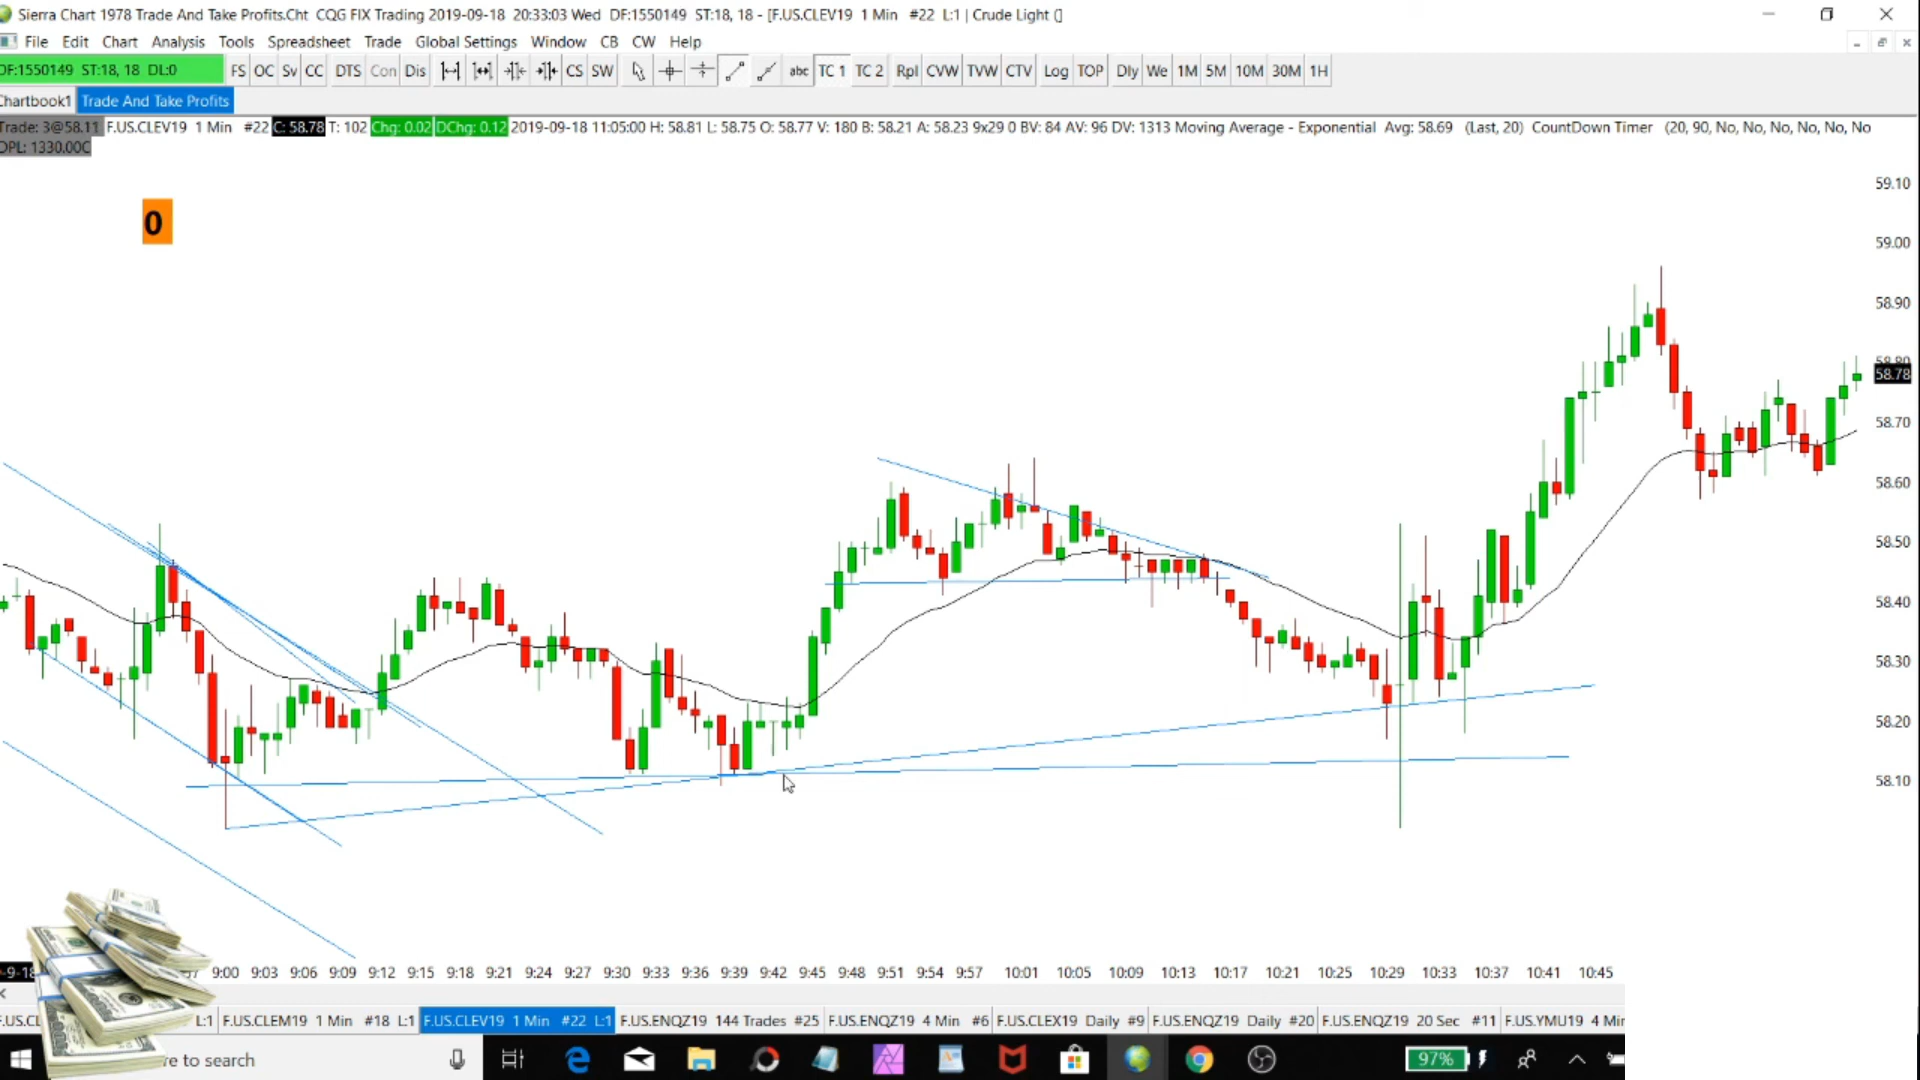 Sierra Chart 1978 Trade And Take Profits.Cht CQG FIX Trading 2019-09-18 20:33:03 Wed DF:1550149 ST:18, 18 - [F.US.CLEV19 1 Min #22 L:1 | Crude Light (]
File Edit Chart Analysis Tools Spreadsheet Trade Global Settings Window CB CW Help
DF:1550149 ST:18, 18 DL:0 FS OC Sv CC DTS Con Dis CS SW abc TC 1 TC 2 Rpl CVW TVW CTV Log TOP Dly We 1M 5M 10M 30M 1H
Chartbook1 Trade And Take Profits
Trade: 3@58.11 F.US.CLEV19 1 Min #22 C: 58.78 T: 102 Chg: 0.02 DChg: 0.12 2019-09-18 11:05:00 H: 58.81 L: 58.75 O: 58.77 V: 180 B: 58.21 A: 58.23 9x29 0 BV: 84 AV: 96 DV: 1313 Moving Average - Exponential Avg: 58.69 (Last, 20) CountDown Timer (20, 90, No, No, No, No, No, No
OPL: 1330.00C
59.10
0
59.00
58.90
58.80
58.78
58.70
58.60
58.50
58.40
58.30
58.20
58.10
-9-18 9:00 9:03 9:06 9:09 9:12 9:15 9:18 9:21 9:24 9:27 9:30 9:33 9:36 9:39 9:42 9:45 9:48 9:51 9:54 9:57 10:01 10:05 10:09 10:13 10:17 10:21 10:25 10:29 10:33 10:37 10:41 10:45
F.US.CL L:1 F.US.CLEM19 1 Min #18 L:1 F.US.CLEV19 1 Min #22 L:1 F.US.ENQZ19 144 Trades #25 F.US.ENQZ19 4 Min #6 F.US.CLEX19 Daily #9 F.US.ENQZ19 Daily #20 F.US.ENQZ19 20 Sec #11 F.US.YMU19 4 Min
re to search 97%